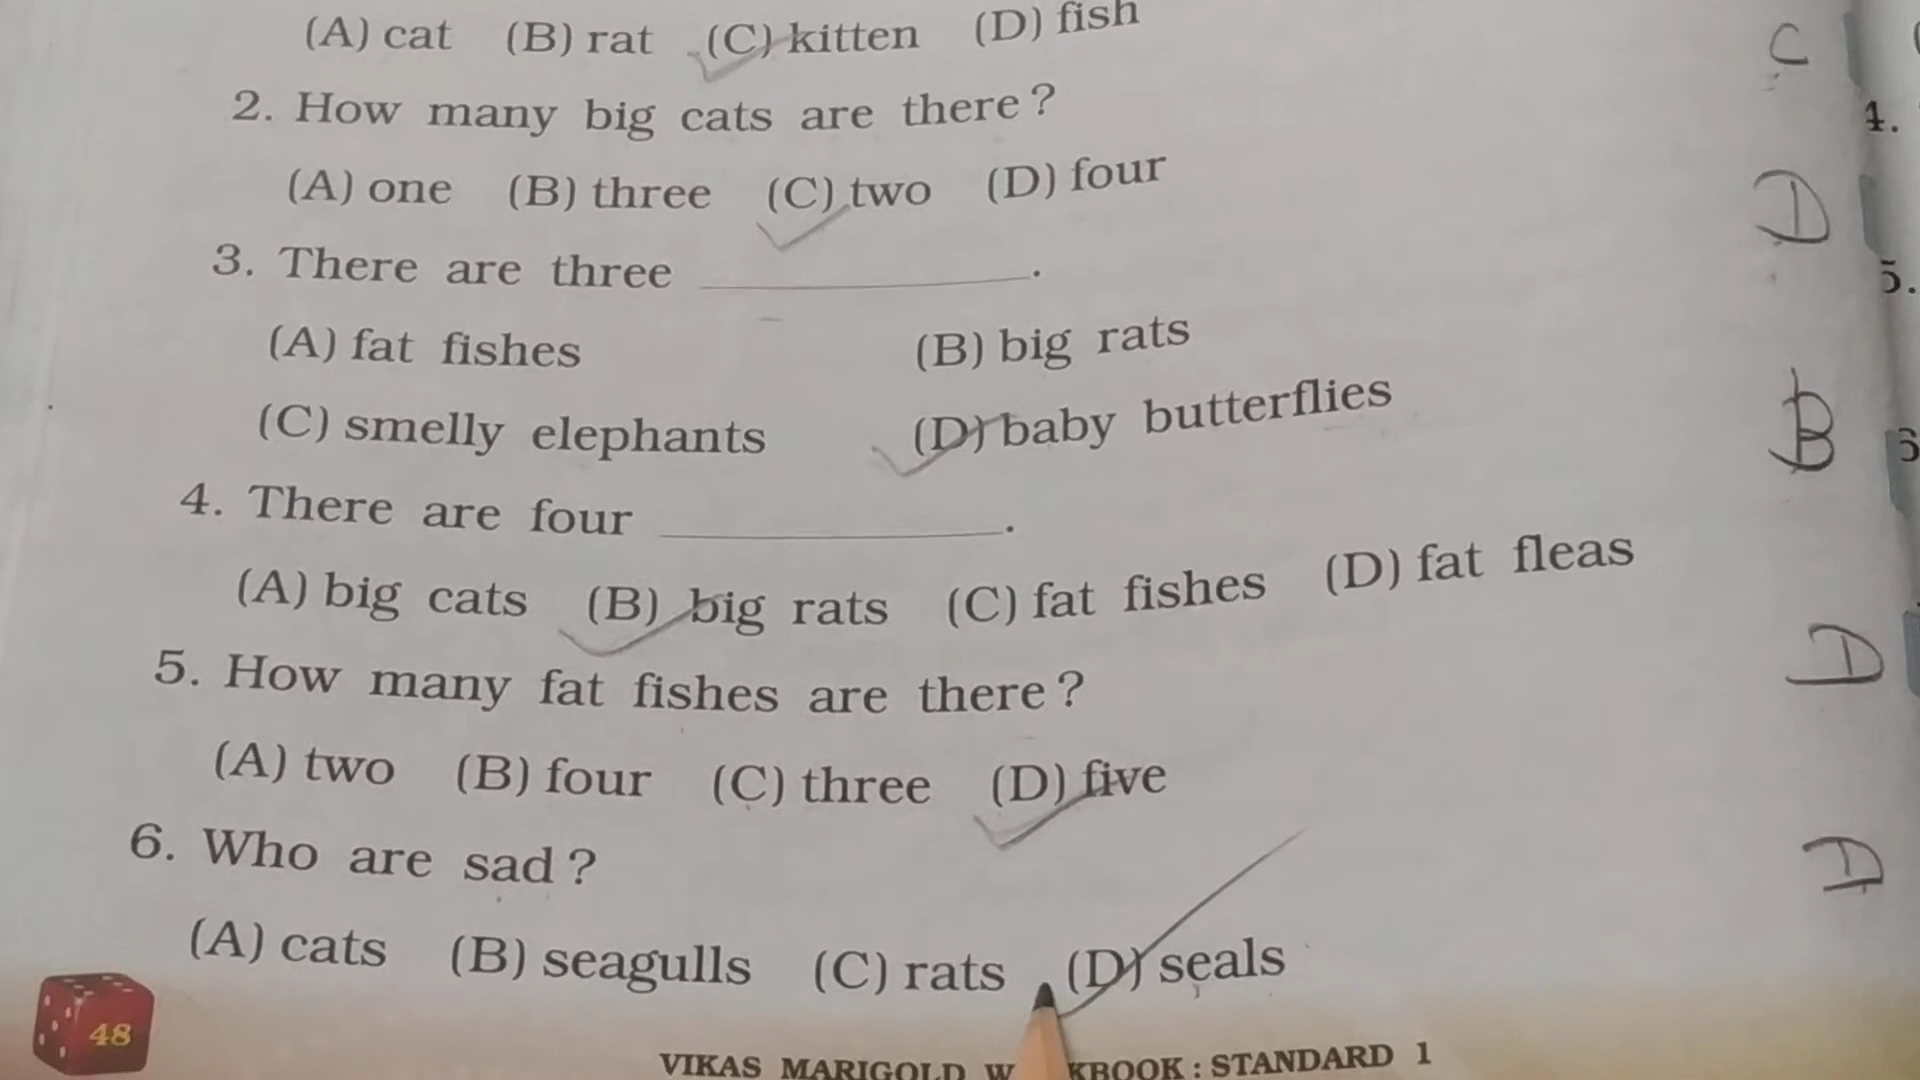 (A) cat (B) rat (C) kitten (D) fish
2. How many big cats are there?
(A) one (B) three (C) two (D) four
3. There are three ____________.
(A) fat fishes (B) big rats
(C) smelly elephants (D) baby butterflies
4. There are four ____________.
(A) big cats (B) big rats (C) fat fishes (D) fat fleas
5. How many fat fishes are there?
(A) two (B) four (C) three (D) five
6. Who are sad?
(A) cats (B) seagulls (C) rats (D) seals
48
VIKAS MARIGOLD : STANDARD 1
C
D
B
D
4.
5.